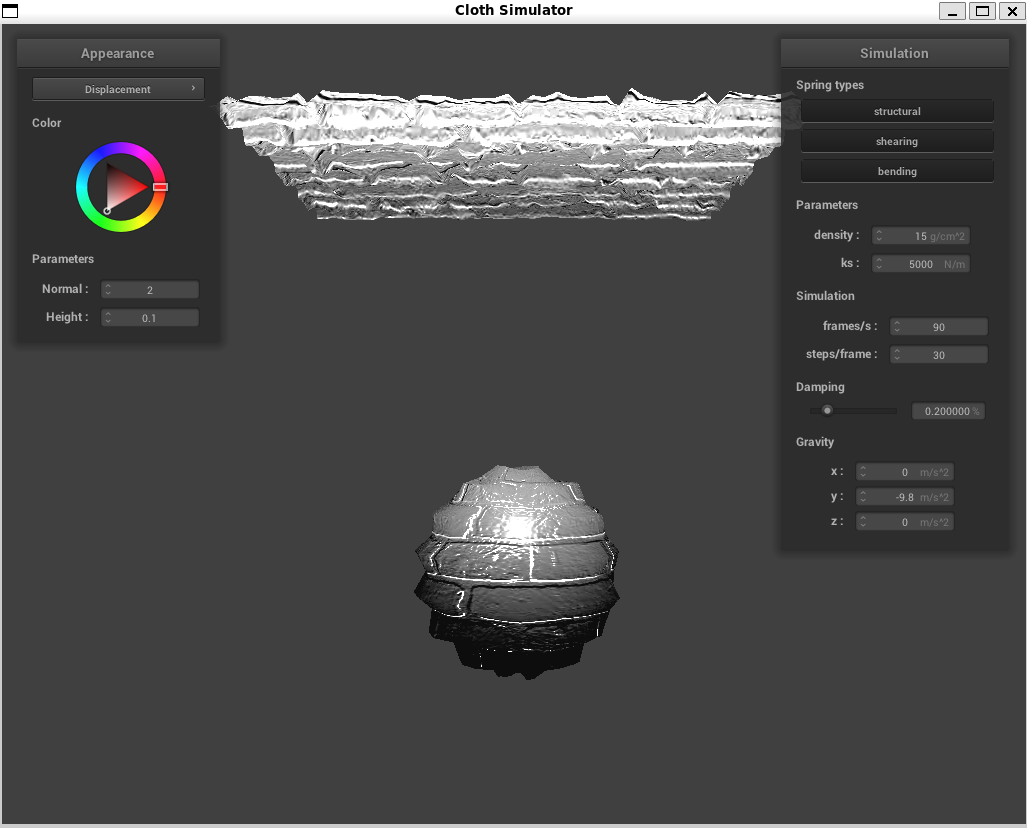 Cloth Simulator
Appearance
Displacement
Color
Parameters
Normal : 2
Height : 0.1
Simulation
Spring types
structural
shearing
bending
Parameters
density : 15 g/cm^2
ks : 5000 N/m
Simulation
frames/s : 90
steps/frame : 30
Damping
0.200000 %
Gravity
x : 0 m/s^2
y : -9.8 m/s^2
z : 0 m/s^2